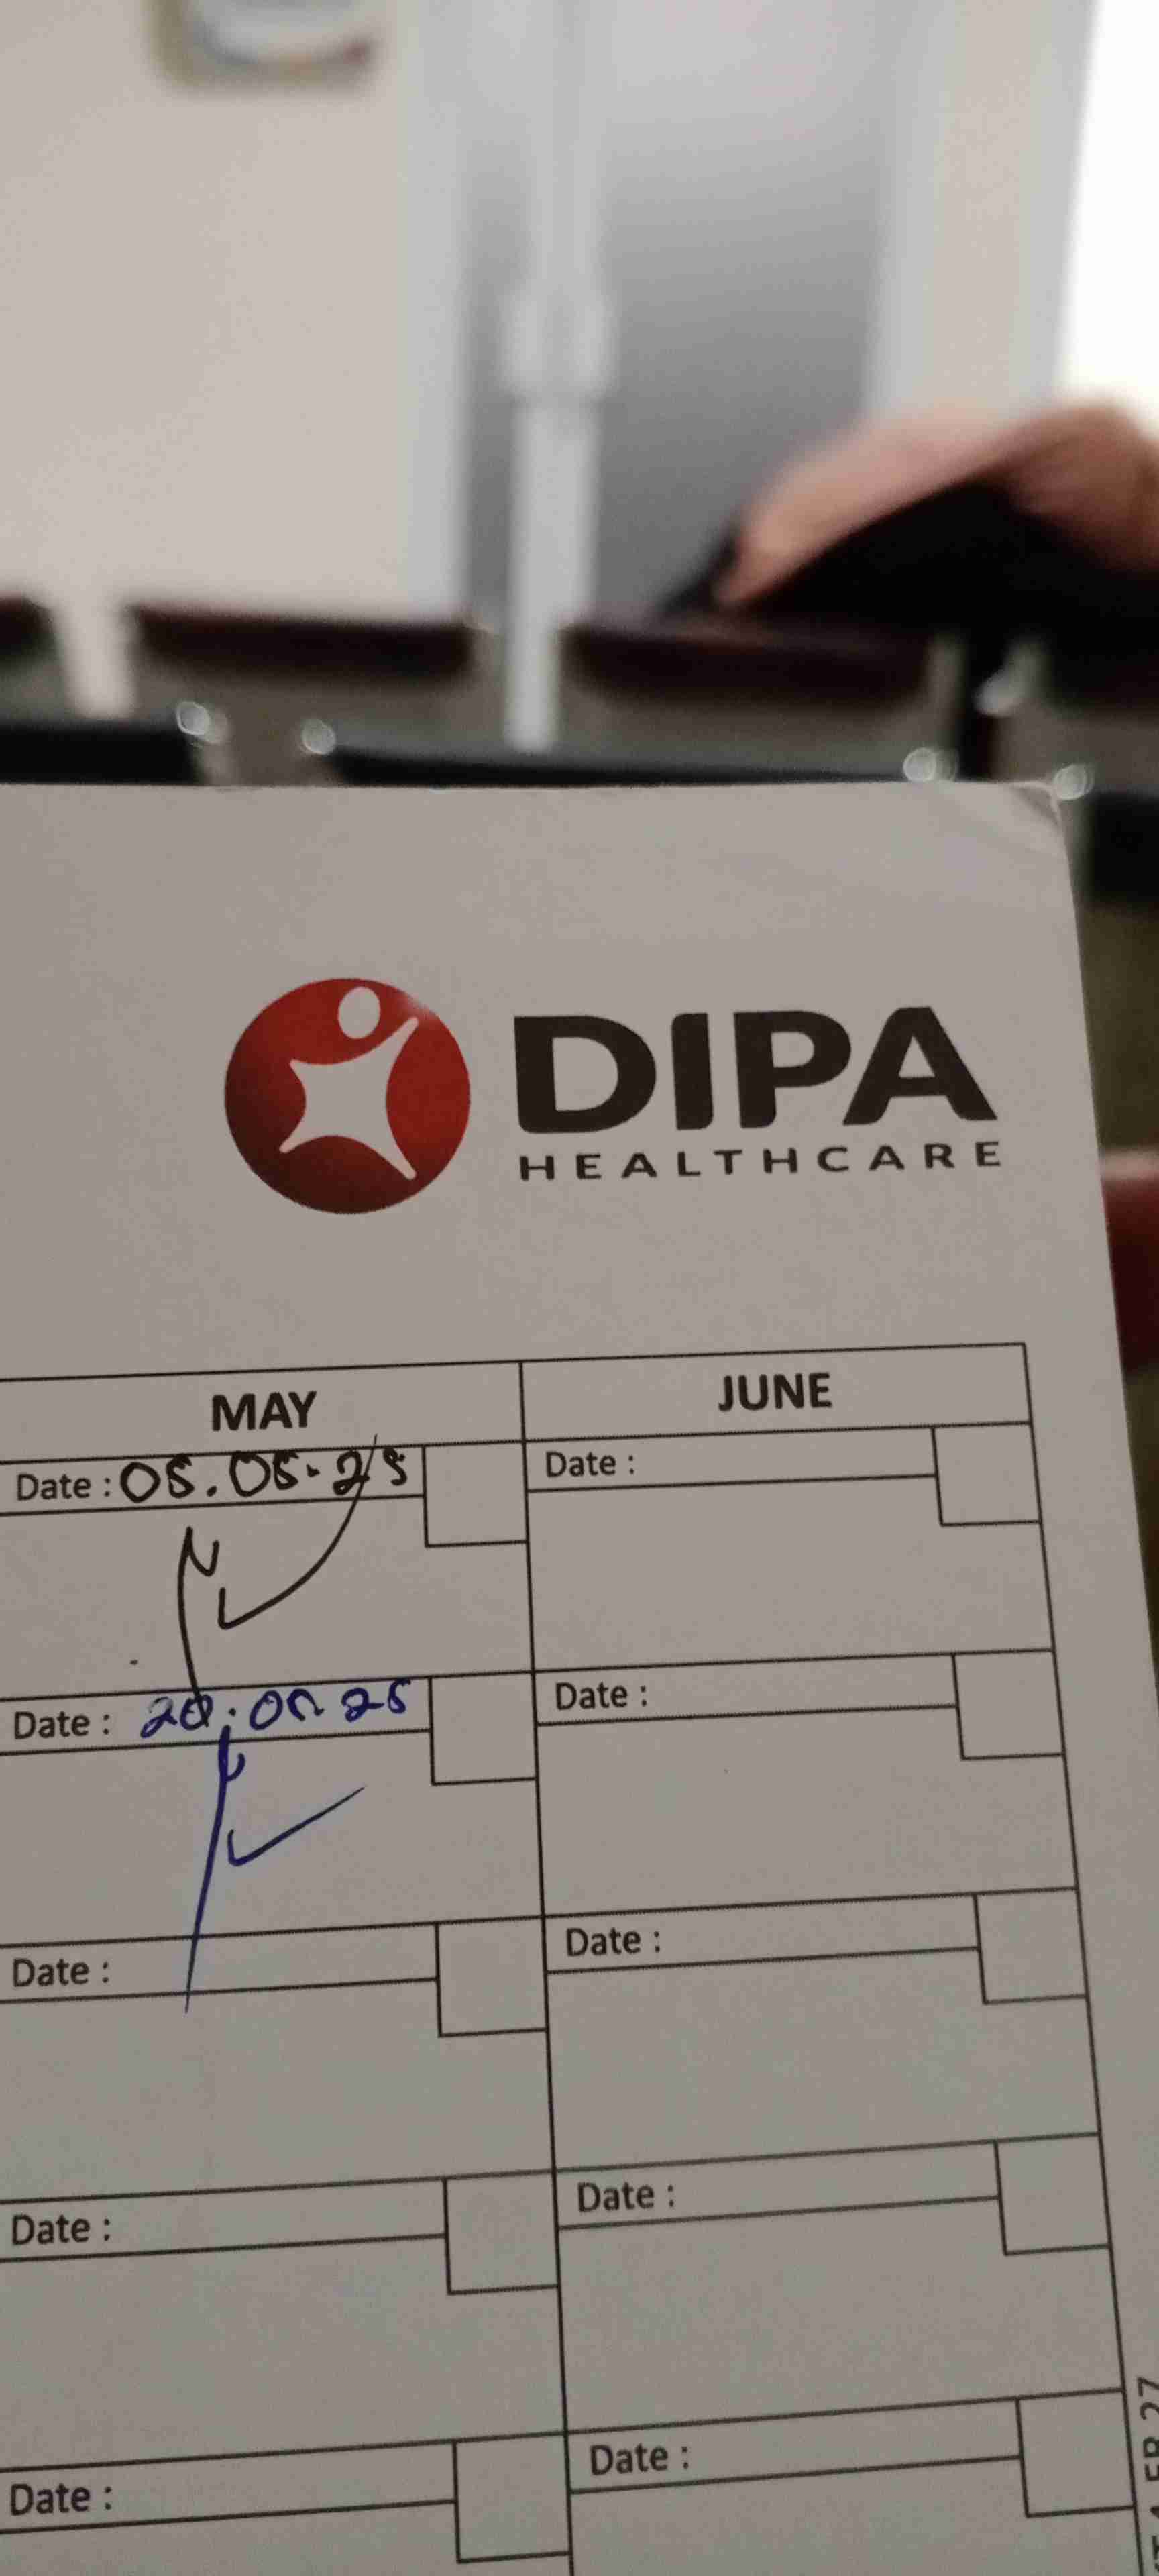 DIPA
HEALTHCARE
MAY
JUNE
Date : 05.05.25
Date :
Date : 20.05.25
Date :
Date :
Date :
Date :
Date :
Date :
Date :